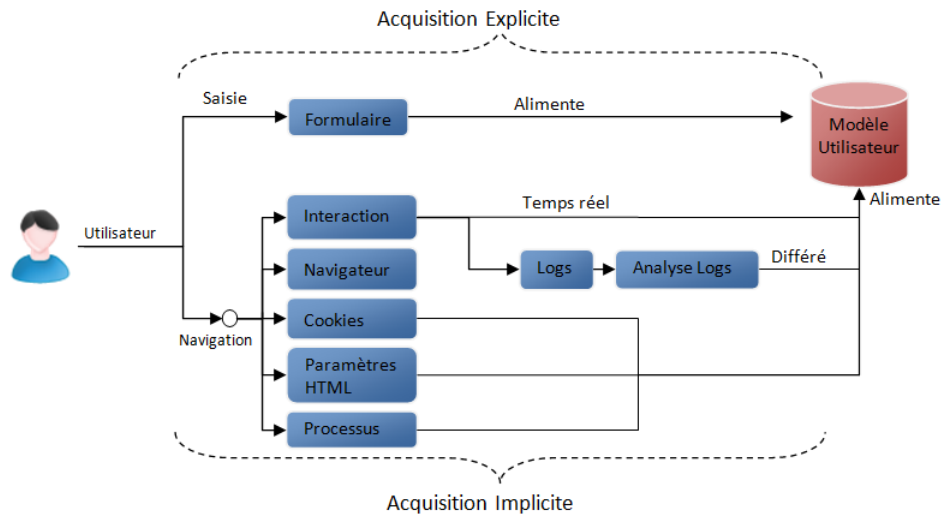 Acquisition Explicite
Saisie
Formulaire
Alimente
Modèle
Utilisateur
Utilisateur
Interaction
Temps réel
Alimente
Navigateur
Logs
Analyse Logs
Différé
Navigation
Cookies
Paramètres
HTML
Processus
Acquisition Implicite